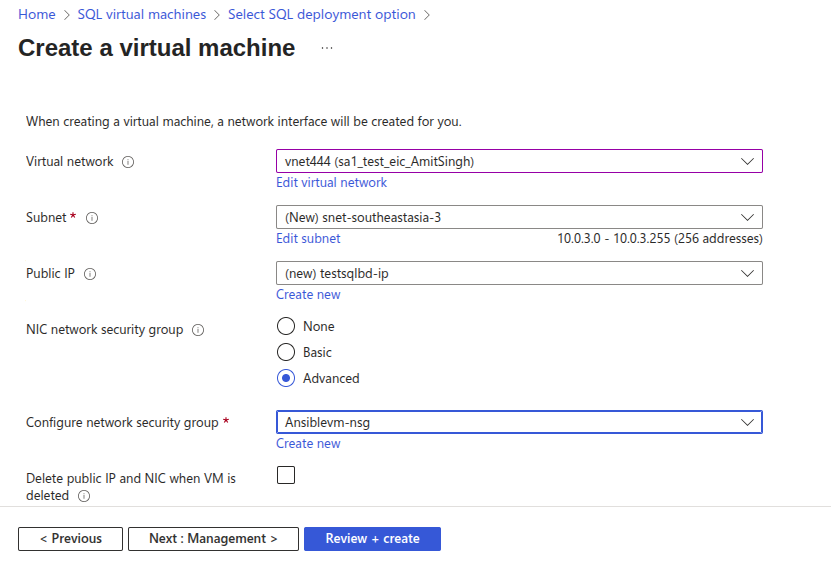 Home > SQL virtual machines > Select SQL deployment option >
Create a virtual machine ...
When creating a virtual machine, a network interface will be created for you.
Virtual network vnet444 (sa1_test_eic_AmitSingh)
Edit virtual network
Subnet * (New) snet-southeastasia-3
Edit subnet 10.0.3.0 - 10.0.3.255 (256 addresses)
Public IP (new) testsqlbd-ip
Create new
NIC network security group None
Basic
Advanced
Configure network security group * Ansiblevm-nsg
Create new
Delete public IP and NIC when VM is
deleted
< Previous Next : Management > Review + create